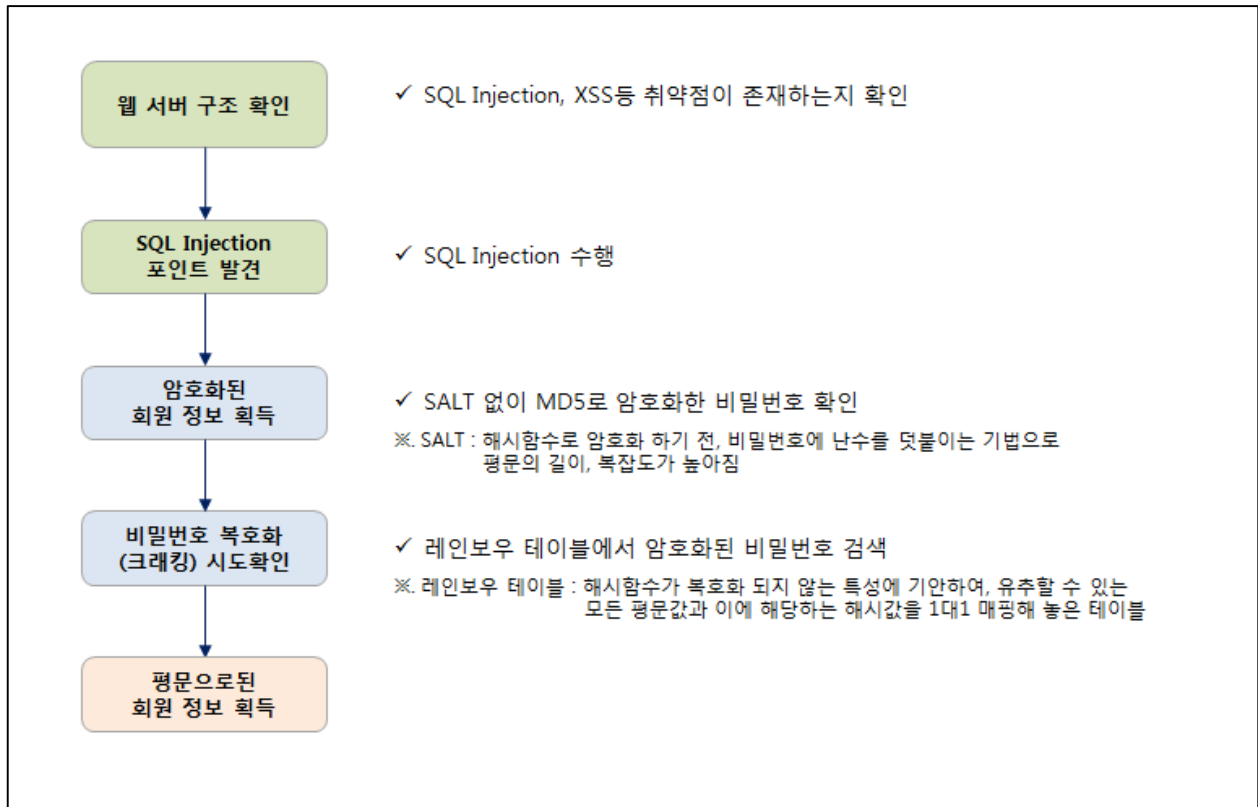 웹 서버 구조 확인
✓ SQL Injection, XSS등 취약점이 존재하는지 확인
SQL Injection
포인트 발견
✓ SQL Injection 수행
암호화된
회원 정보 획득
✓ SALT 없이 MD5로 암호화한 비밀번호 확인
※. SALT : 해시함수로 암호화 하기 전, 비밀번호에 난수를 덧붙이는 기법으로
평문의 길이, 복잡도가 높아짐
비밀번호 복호화
(크래킹) 시도확인
✓ 레인보우 테이블에서 암호화된 비밀번호 검색
※. 레인보우 테이블 : 해시함수가 복호화 되지 않는 특성에 기안하여, 유추할 수 있는
모든 평문값과 이에 해당하는 해시값을 1대1 매핑해 놓은 테이블
평문으로된
회원 정보 획득